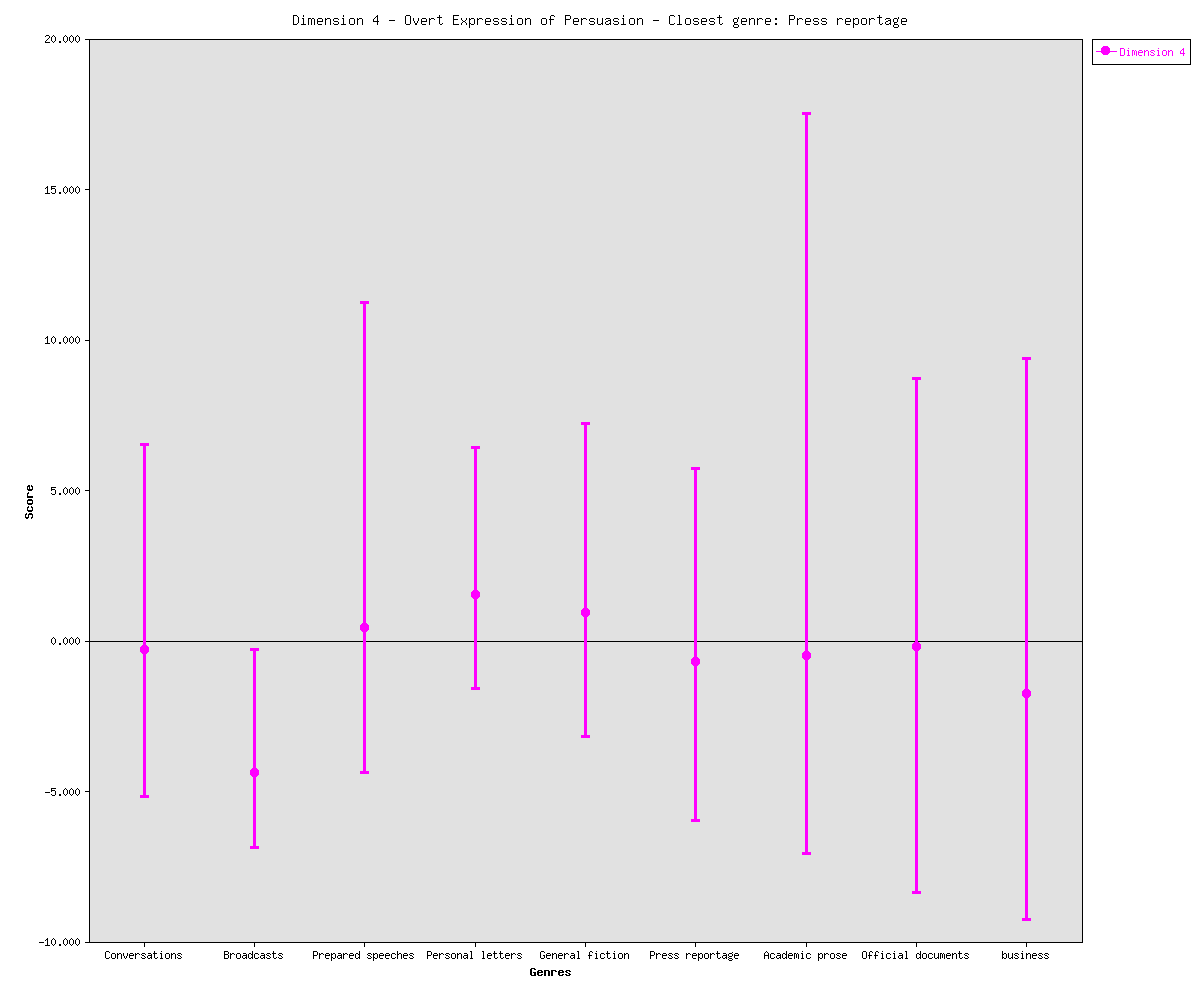 Dimension 4 - Overt Expression of Persuasion - Closest genre: Press reportage
Dimension 4
20.000
15.000
10.000
5.000
0.000
-5.000
-10.000
Score
Conversations Broadcasts Prepared speeches Personal letters General fiction Press reportage Academic prose Official documents business
Genres